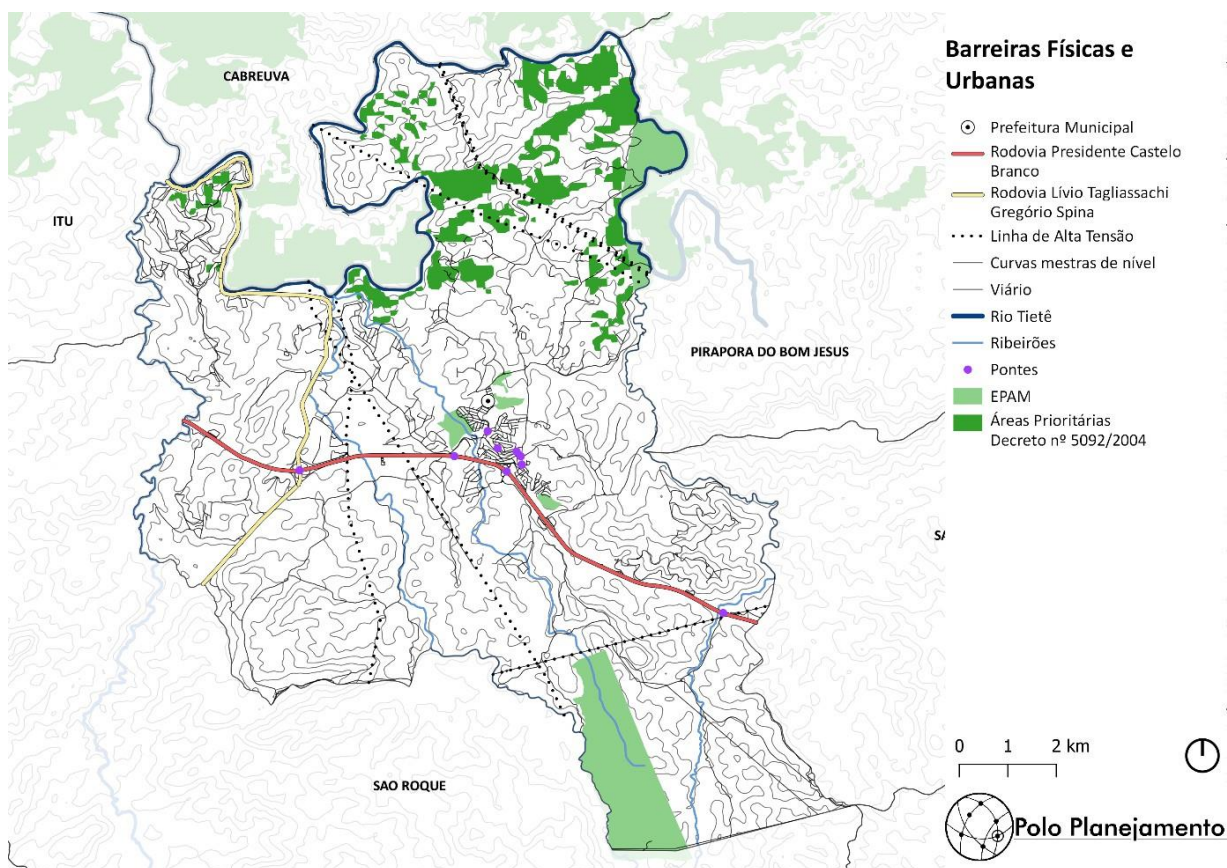 CABREUVA
ITU
PIRAPORA DO BOM JESUS
SA
SAO ROQUE
Barreiras Físicas e
Urbanas
Prefeitura Municipal
Rodovia Presidente Castelo
Branco
Rodovia Lívio Tagliassachi
Gregório Spina
Linha de Alta Tensão
Curvas mestras de nível
Viário
Rio Tietê
Ribeirões
Pontes
EPAM
Áreas Prioritárias
Decreto nº 5092/2004
0 1 2 km
Polo Planejamento